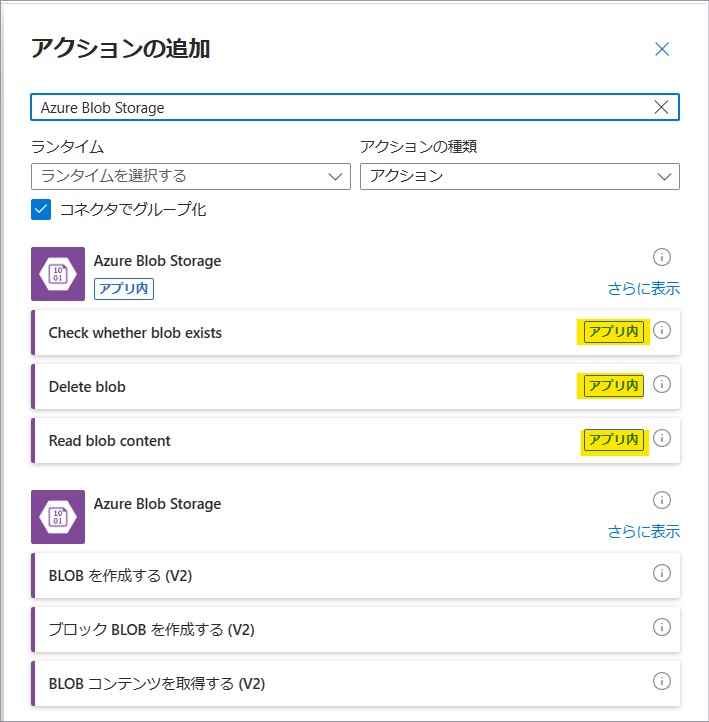 アクションの追加
Azure Blob Storage
ランタイム アクションの種類
ランタイムを選択する アクション
コネクタでグループ化
10
01
Azure Blob Storage
アプリ内
さらに表示
Check whether blob exists アプリ内
Delete blob アプリ内
Read blob content アプリ内
10
01
Azure Blob Storage
さらに表示
BLOB を作成する (V2)
ブロック BLOB を作成する (V2)
BLOB コンテンツを取得する (V2)